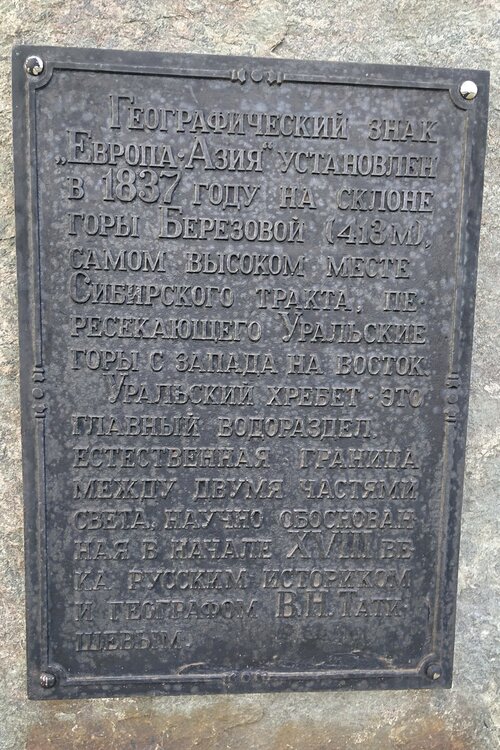 Географический знак
„Европа·Азия“ установлен
в 1837 году на склоне
горы Березовой (413м),
самом высоком месте
Сибирского тракта, пе-
ресекающего Уральские
горы с запада на восток.
Уральский хребет - это
главный водораздел,
естественная граница
между двумя частями
света, научно обоснован-
ная в начале XVIII ве
ка русским историком
и географом В.Н. Тати
щевым.